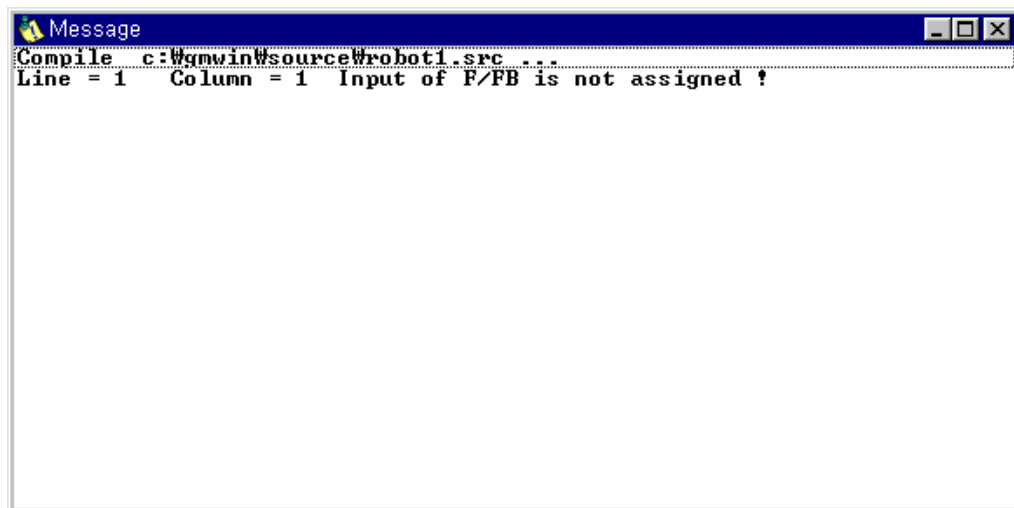 Message
Compile c:₩gmwin₩source₩robot1.src ...
Line = 1 Column = 1 Input of F/FB is not assigned !